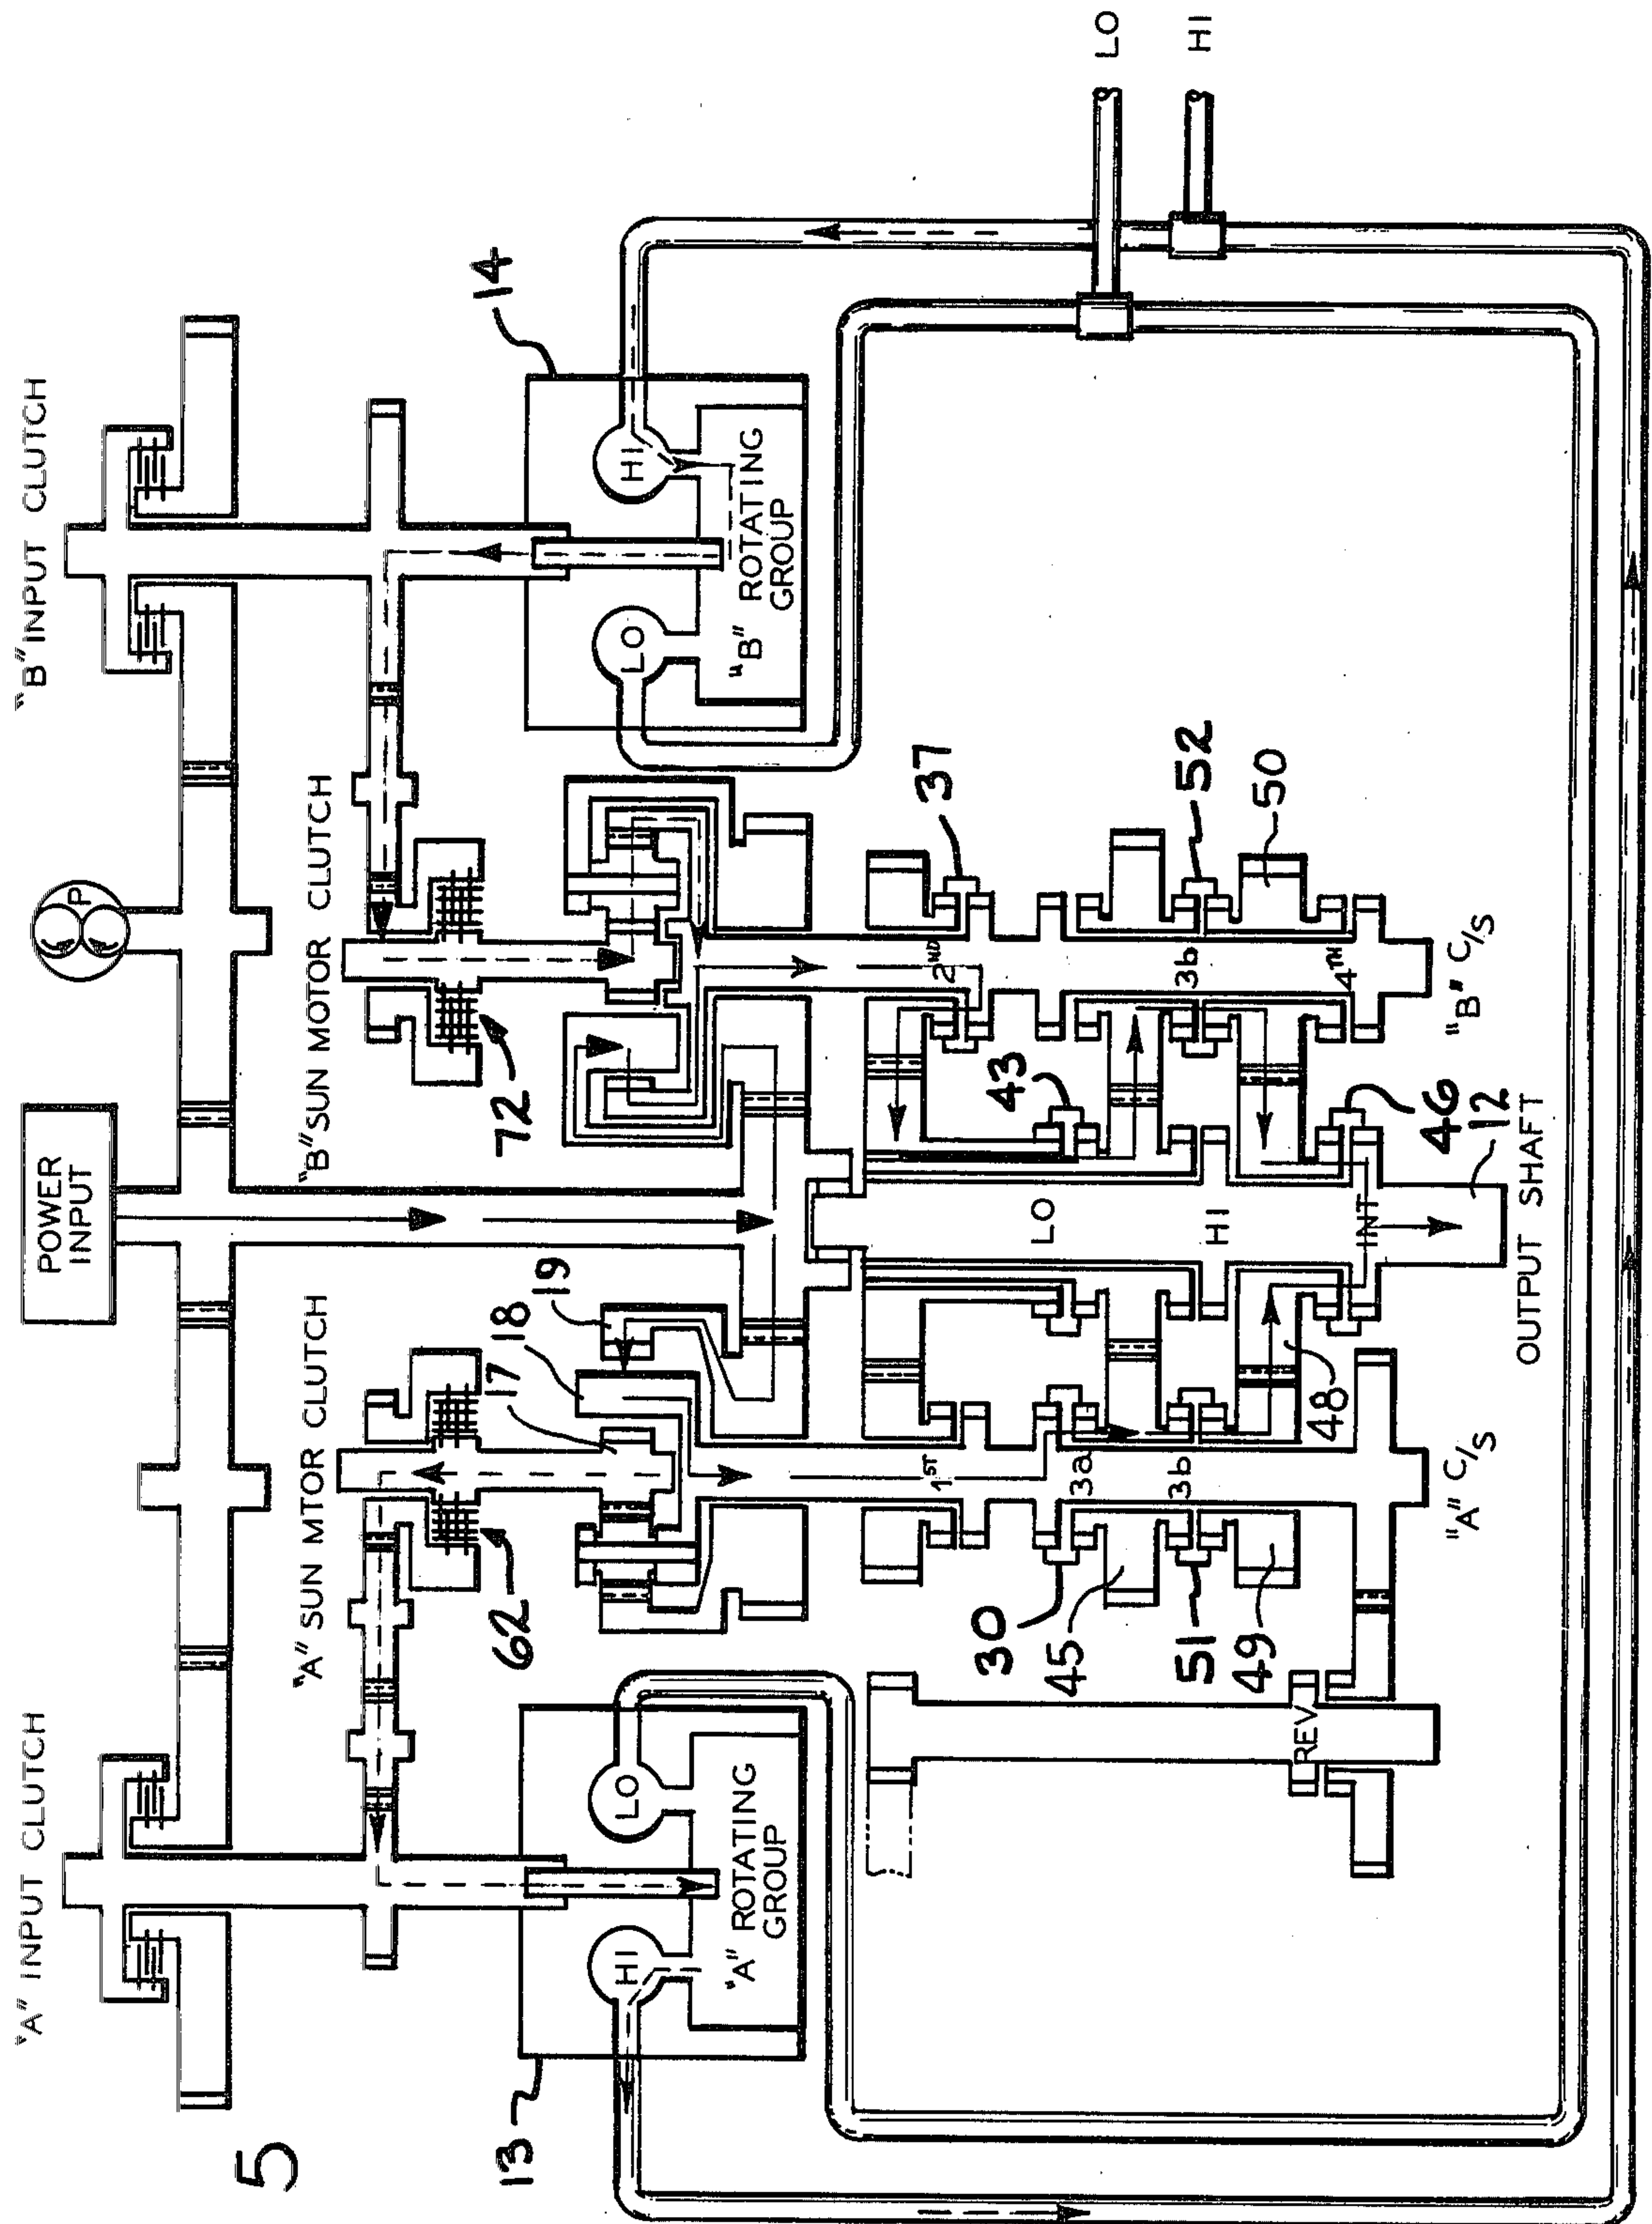 "A" INPUT CLUTCH
"B" INPUT CLUTCH
POWER
INPUT
P
"A" SUN MTOR CLUTCH
"B" SUN MOTOR CLUTCH
5
13
62
17
18
19
72
14
HI
LO
"A" ROTATING
GROUP
LO
HI
"B" ROTATING
GROUP
LO
HI
1ST
3a
3b
2ND
3b
4TH
LO
HI
INT
REV
30
45
51
49
48
43
37
52
50
46
12
"A" C/S
"B" C/S
OUTPUT SHAFT